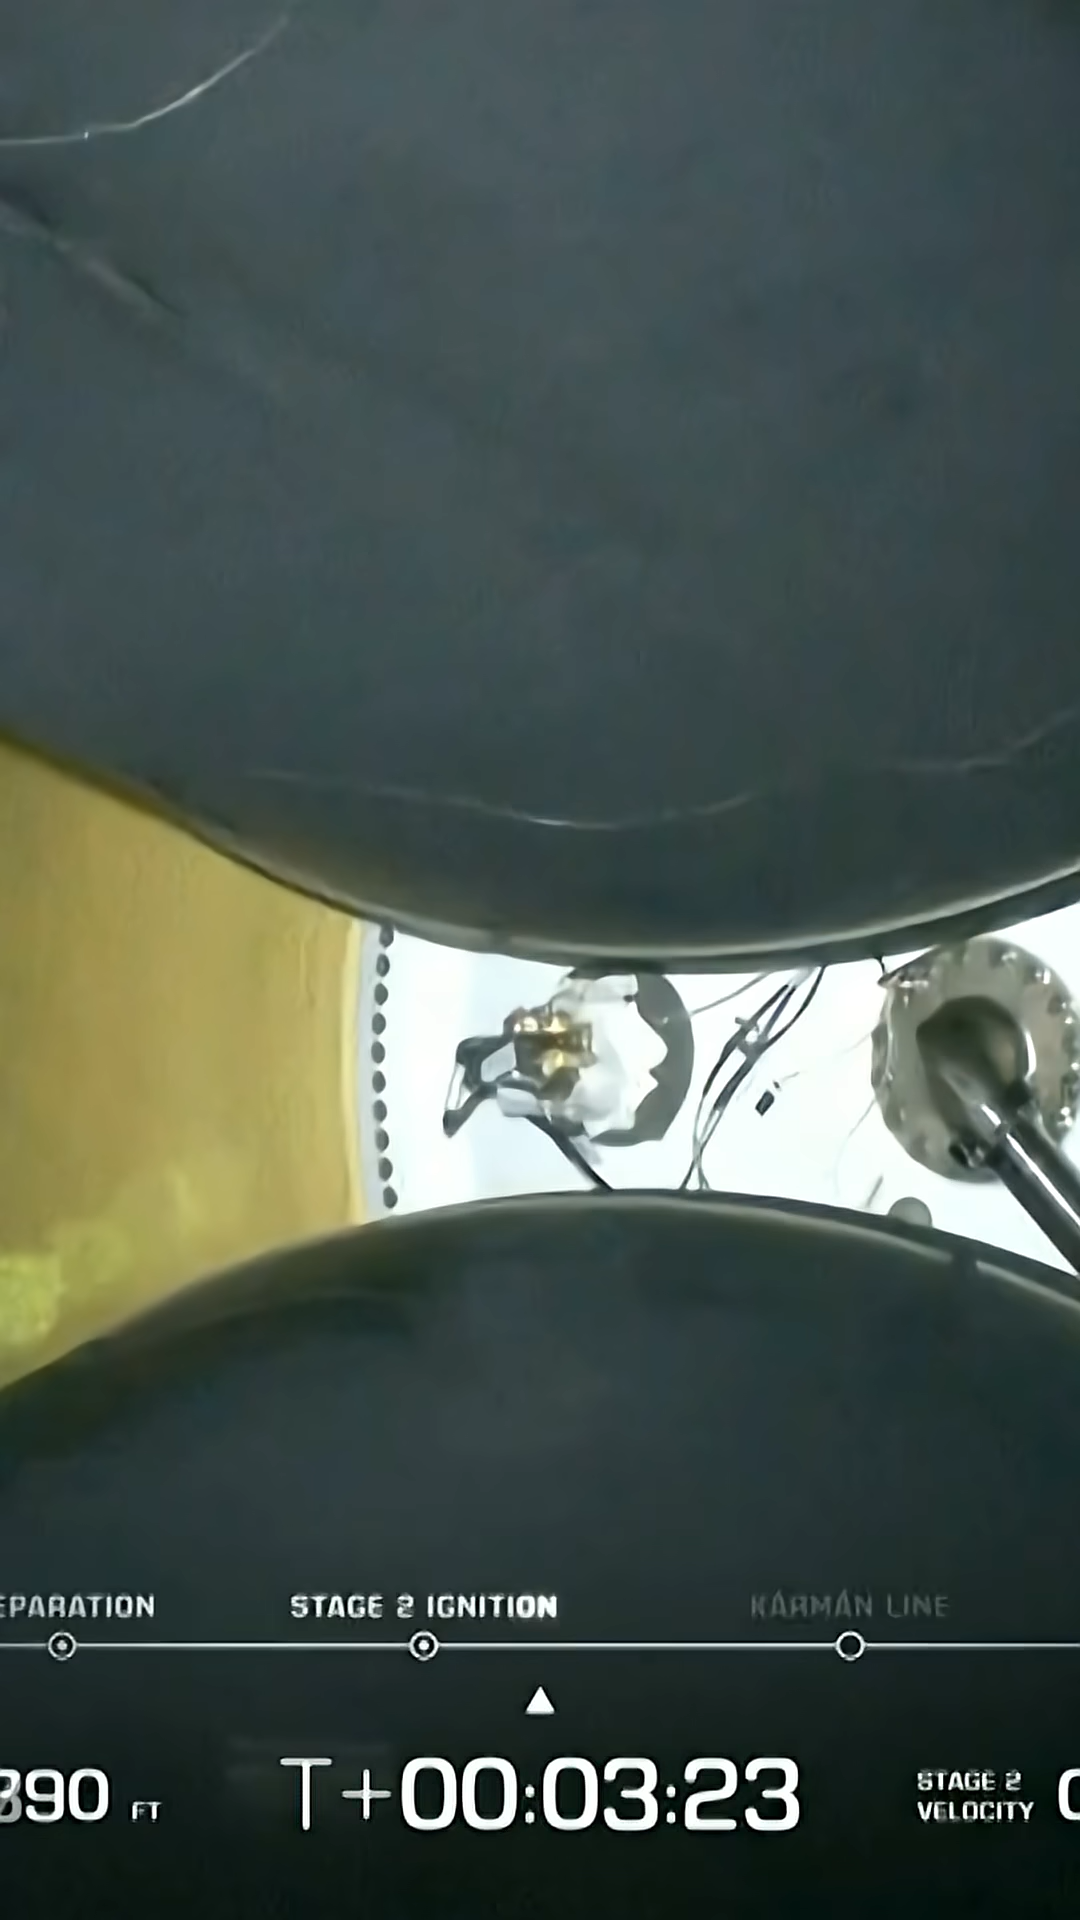 EPARATION
STAGE 2 IGNITION
KÁRMÁN LINE
390 FT
T+00:03:23
STAGE 2
VELOCITY